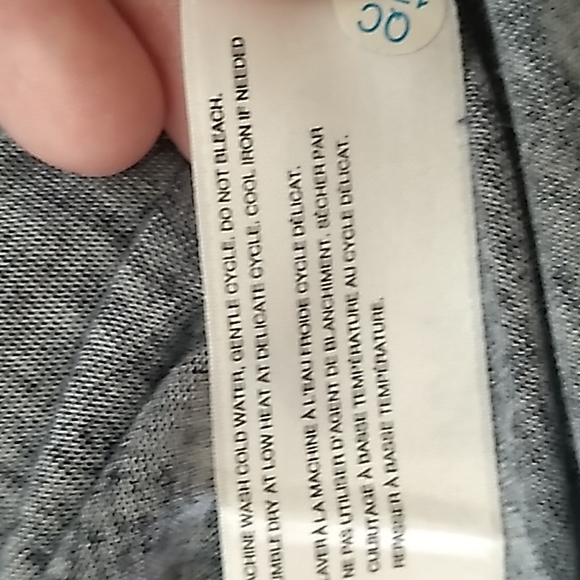 ACHINE WASH COLD WATER, GENTLE CYCLE. DO NOT BLEACH.
UMBLE DRY AT LOW HEAT AT DELICATE CYCLE. COOL IRON IF NEEDED
LAVER À LA MACHINE À L'EAU FROIDE CYCLE DÉLICAT.
NE PAS UTILISER D'AGENT DE BLANCHIMENT. SÉCHER PAR
CULBUTAGE À BASSE TEMPÉRATURE AU CYCLE DÉLICAT.
REPASSER À BASSE TEMPÉRATURE.
QC